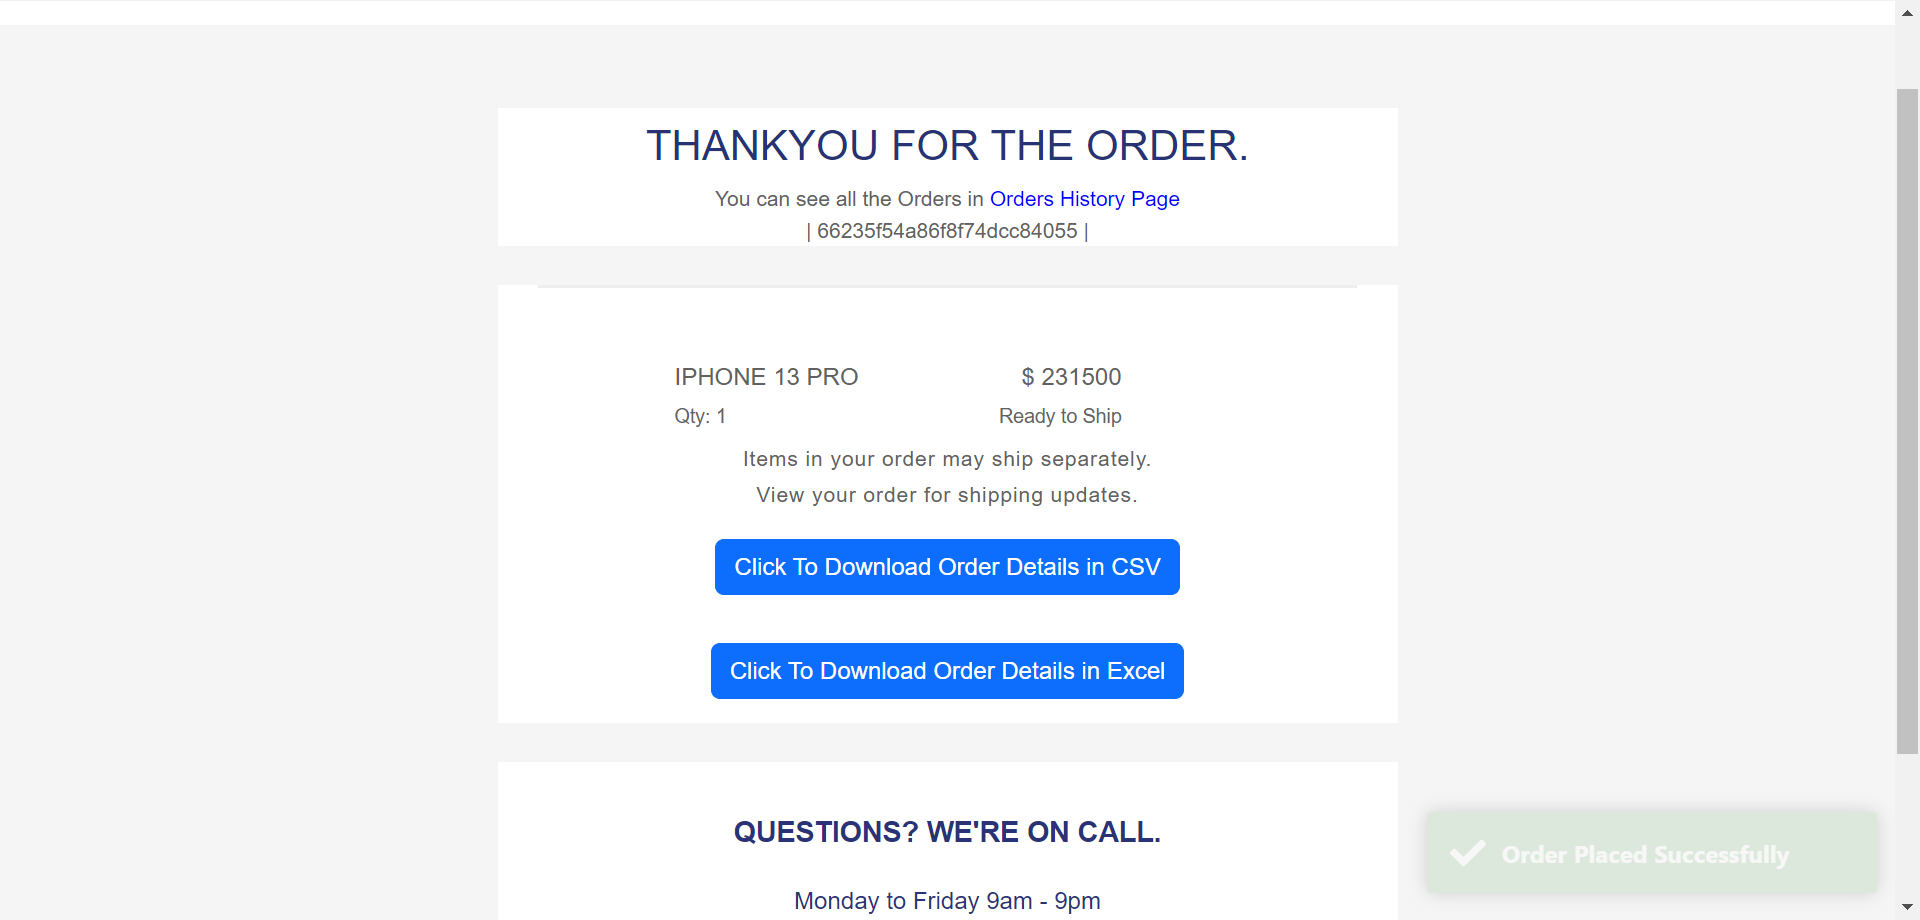 THANKYOU FOR THE ORDER.
You can see all the Orders in Orders History Page
| 66235f54a86f8f74dcc84055 |
IPHONE 13 PRO
$ 231500
Qty: 1
Ready to Ship
Items in your order may ship separately.
View your order for shipping updates.
Click To Download Order Details in CSV
Click To Download Order Details in Excel
QUESTIONS? WE'RE ON CALL.
Order Placed Successfully
Monday to Friday 9am - 9pm